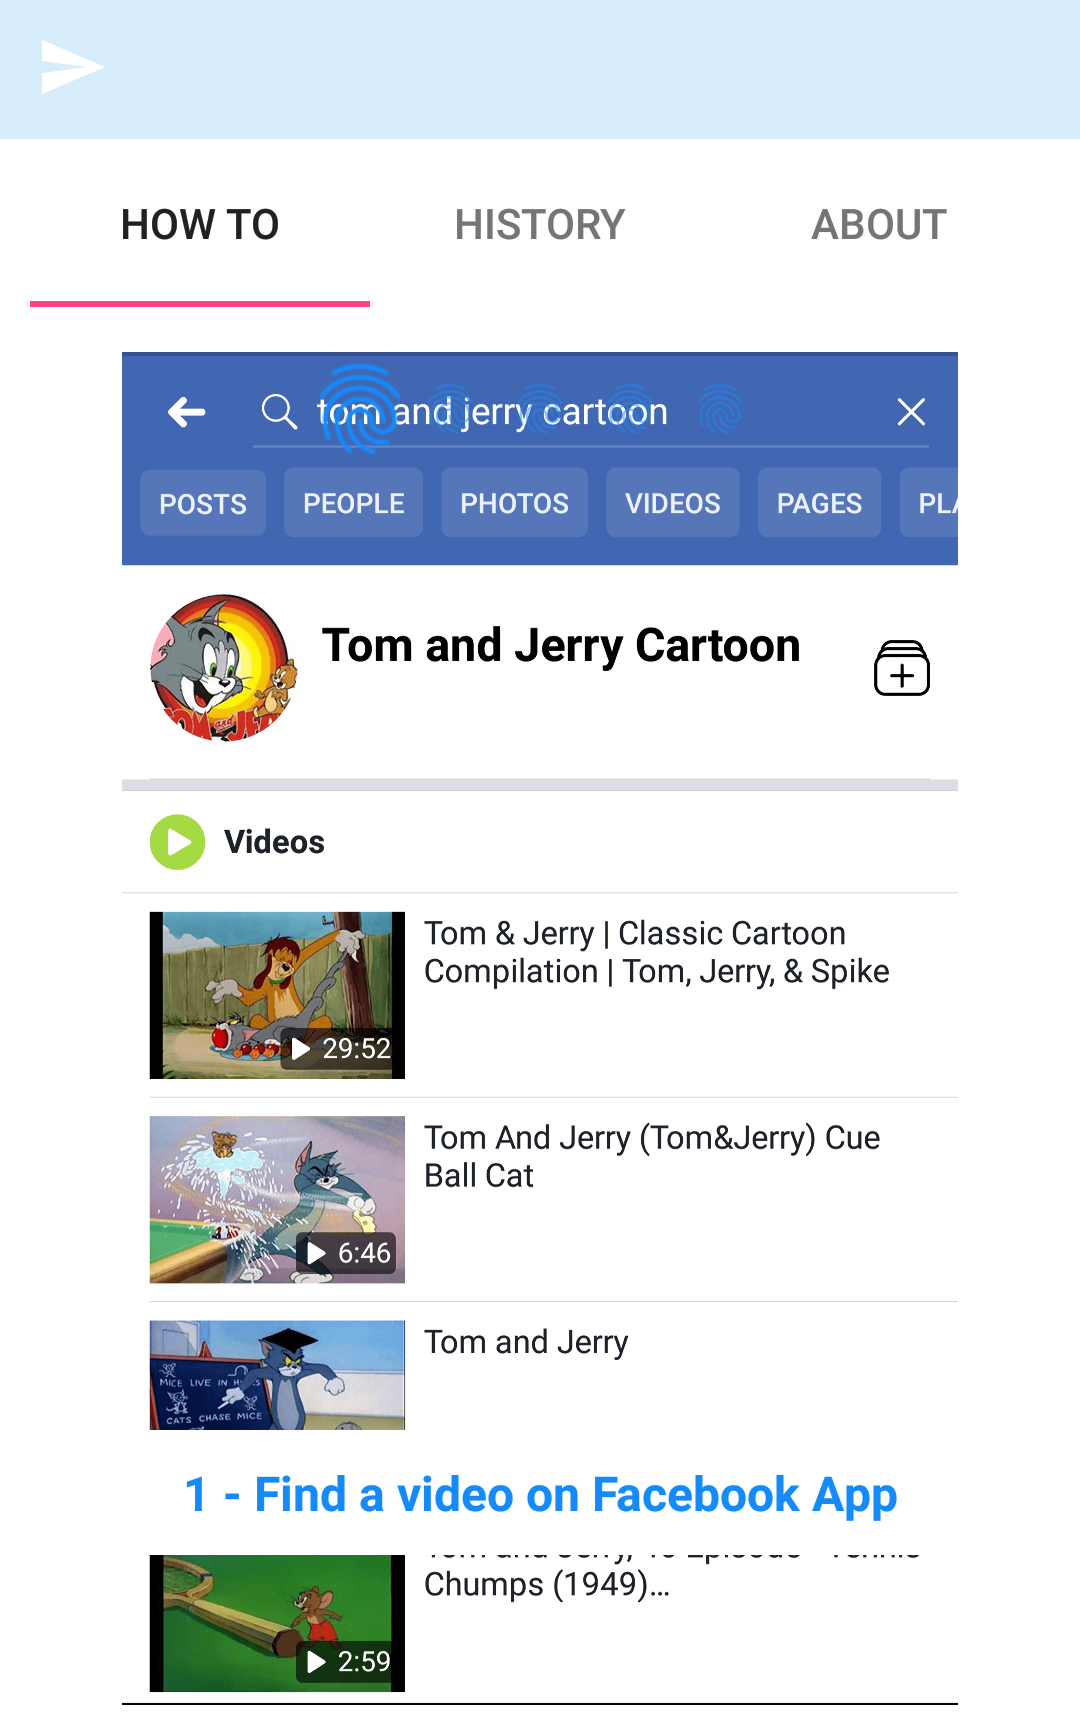 HOW TO
HISTORY
ABOUT
tom and jerry cartoon
POSTS
PEOPLE
PHOTOS
VIDEOS
PAGES
Tom and Jerry Cartoon
Videos
29:52
Tom & Jerry | Classic Cartoon
Compilation | Tom, Jerry, & Spike
6:46
Tom And Jerry (Tom&Jerry) Cue
Ball Cat
MICE LIVE IN
CATS CHASE MICE
Tom and Jerry
1 - Find a video on Facebook App
Chumps (1949)...
2:59